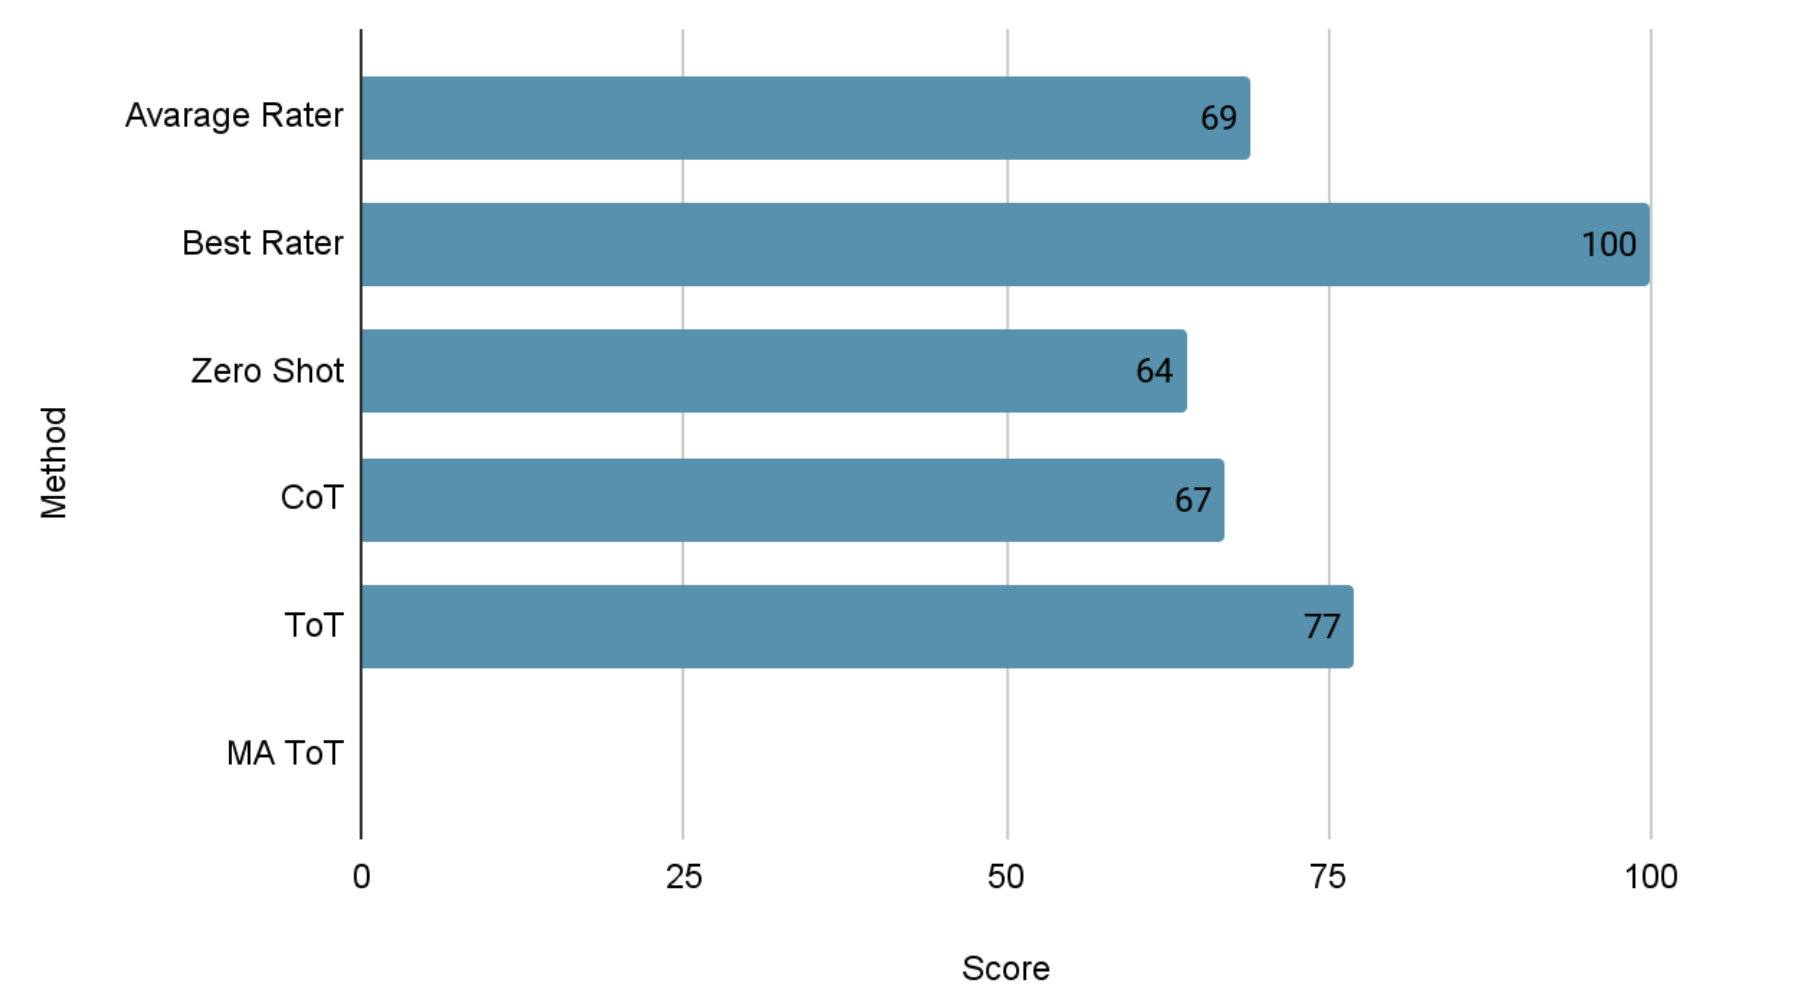 Avarage Rater
69
Best Rater
100
Zero Shot
64
CoT
67
ToT
77
MA ToT
Method
0 25 50 75 100
Score